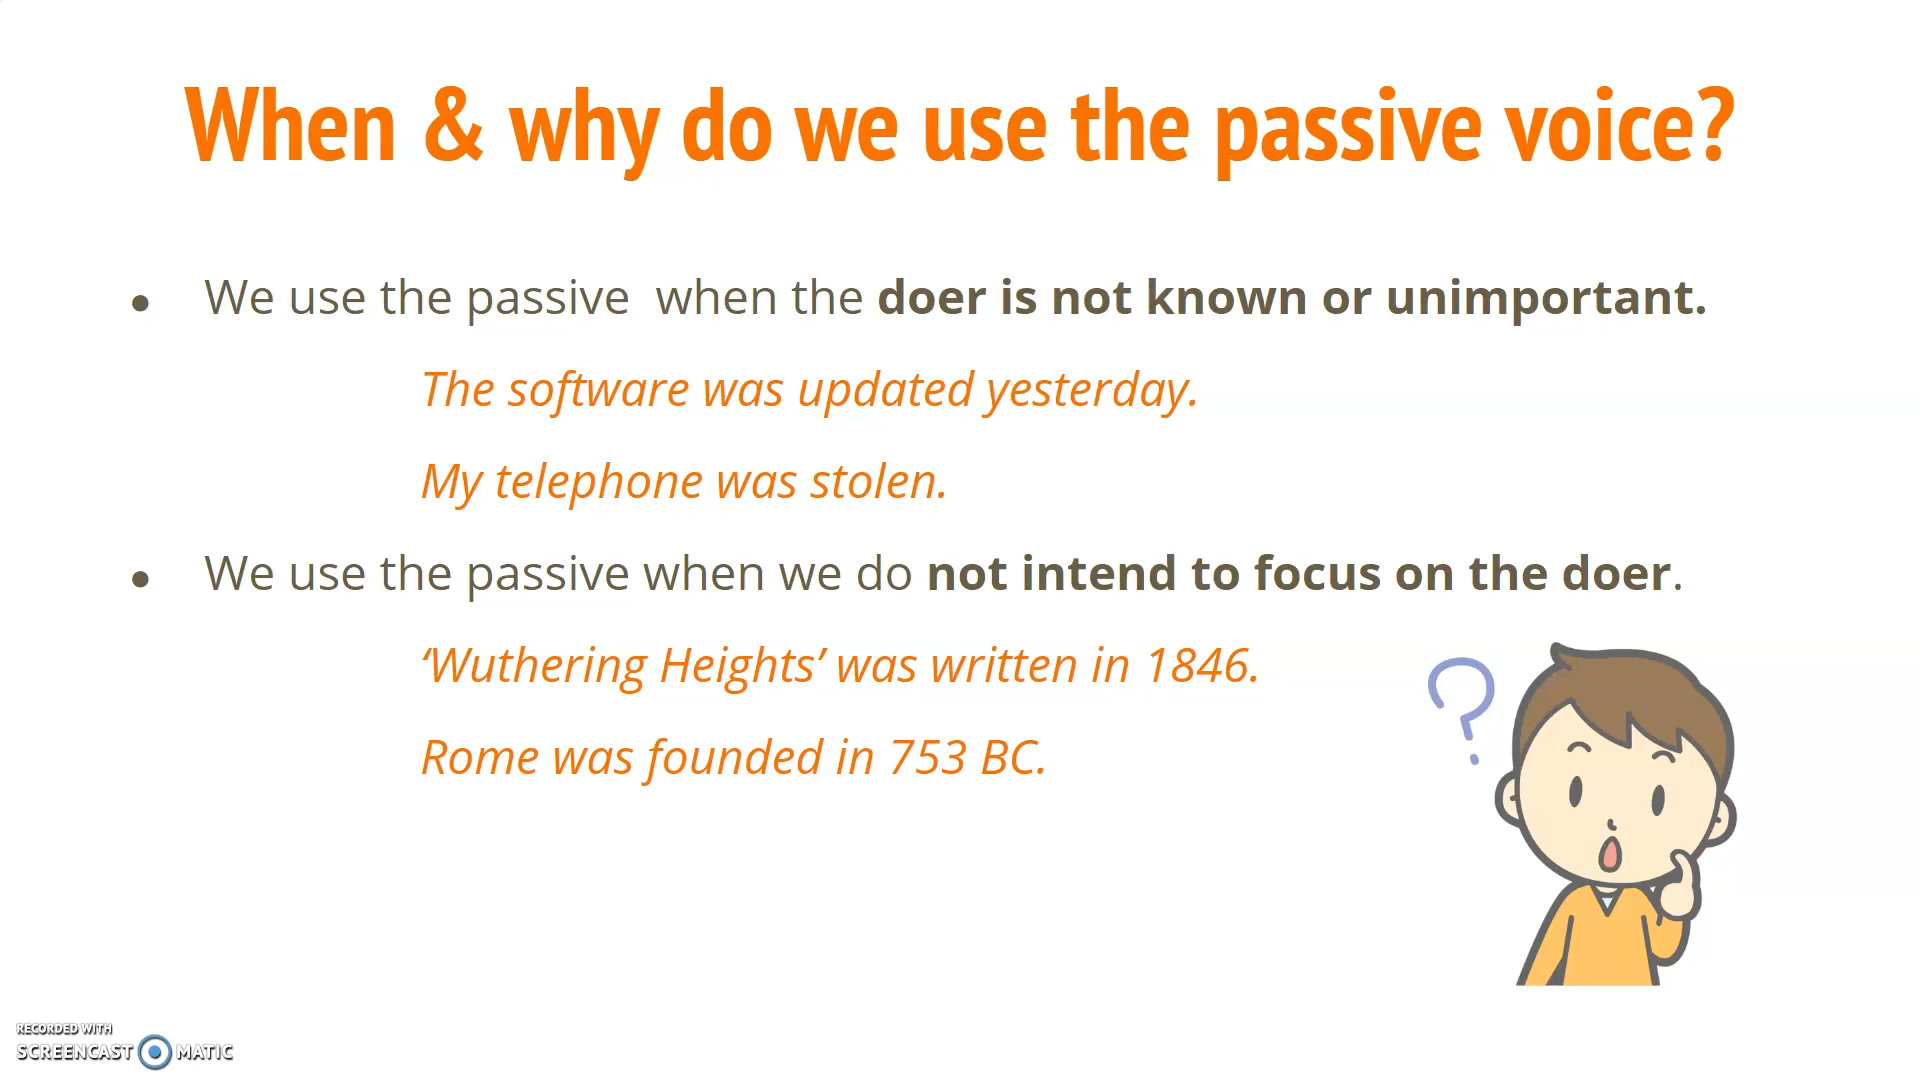 When & why do we use the passive voice?
● We use the passive  when the doer is not known or unimportant.
The software was updated yesterday.
My telephone was stolen.
● We use the passive when we do not intend to focus on the doer.
‘Wuthering Heights’ was written in 1846.
?
Rome was founded in 753 BC.
RECORDED WITH
SCREENCAST MATIC